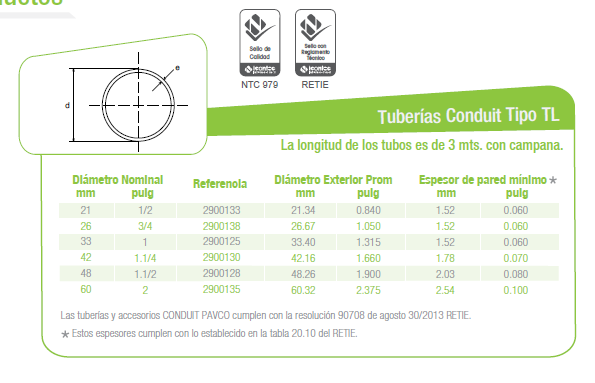 Sello de
Calidad
icontec
NTC 979
Sello con
Reglamento
Técnico
icontec
RETIE
e
d
Tuberías Conduit Tipo TL
La longitud de los tubos es de 3 mts. con campana.
Diámetro Nominal Referencia Diámetro Exterior Prom Espesor de pared mínimo *
mm pulg mm pulg mm pulg
21 1/2 2900133 21.34 0.840 1.52 0.060
26 3/4 2900138 26.67 1.050 1.52 0.060
33 1 2900125 33.40 1.315 1.52 0.060
42 1.1/4 2900130 42.16 1.660 1.78 0.070
48 1.1/2 2900128 48.26 1.900 2.03 0.080
60 2 2900135 60.32 2.375 2.54 0.100
Las tuberías y accesorios CONDUIT PAVCO cumplen con la resolución 90708 de agosto 30/2013 RETIE.
* Estos espesores cumplen con lo establecido en la tabla 20.10 del RETIE.